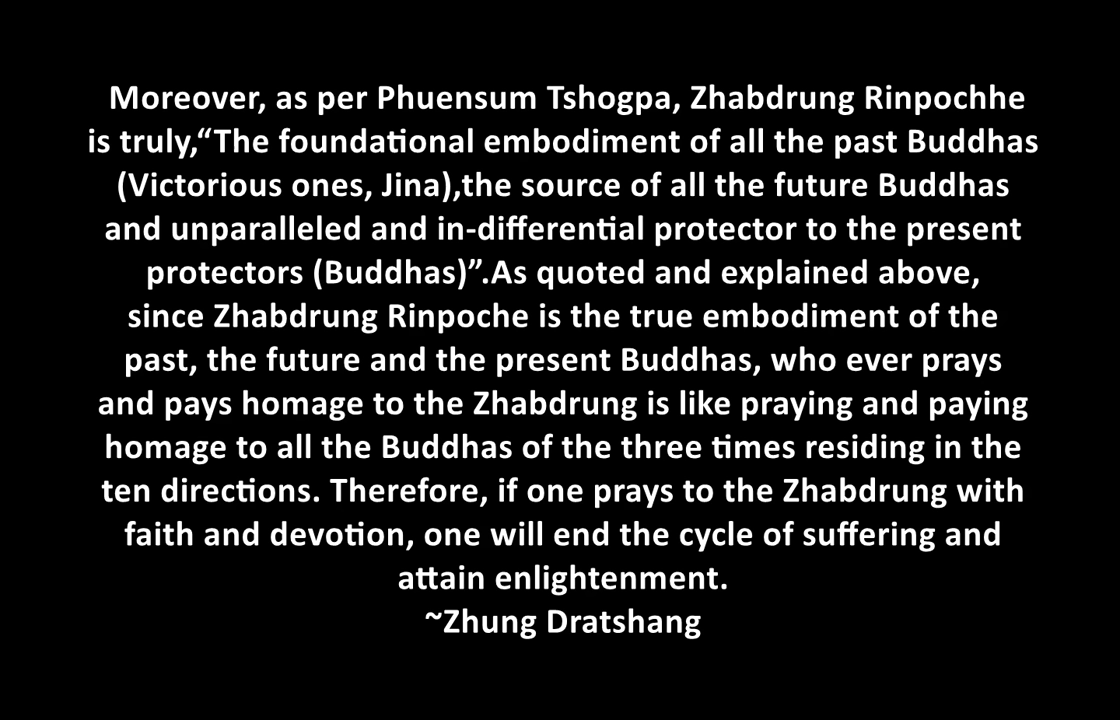 Moreover, as per Phuensum Tshogpa, Zhabdrung Rinpochhe
is truly,“The foundational embodiment of all the past Buddhas
(Victorious ones, Jina),the source of all the future Buddhas
and unparalleled and in-differential protector to the present
protectors (Buddhas)”.As quoted and explained above,
since Zhabdrung Rinpoche is the true embodiment of the
past, the future and the present Buddhas, who ever prays
and pays homage to the Zhabdrung is like praying and paying
homage to all the Buddhas of the three times residing in the
ten directions. Therefore, if one prays to the Zhabdrung with
faith and devotion, one will end the cycle of suffering and
attain enlightenment.
~Zhung Dratshang